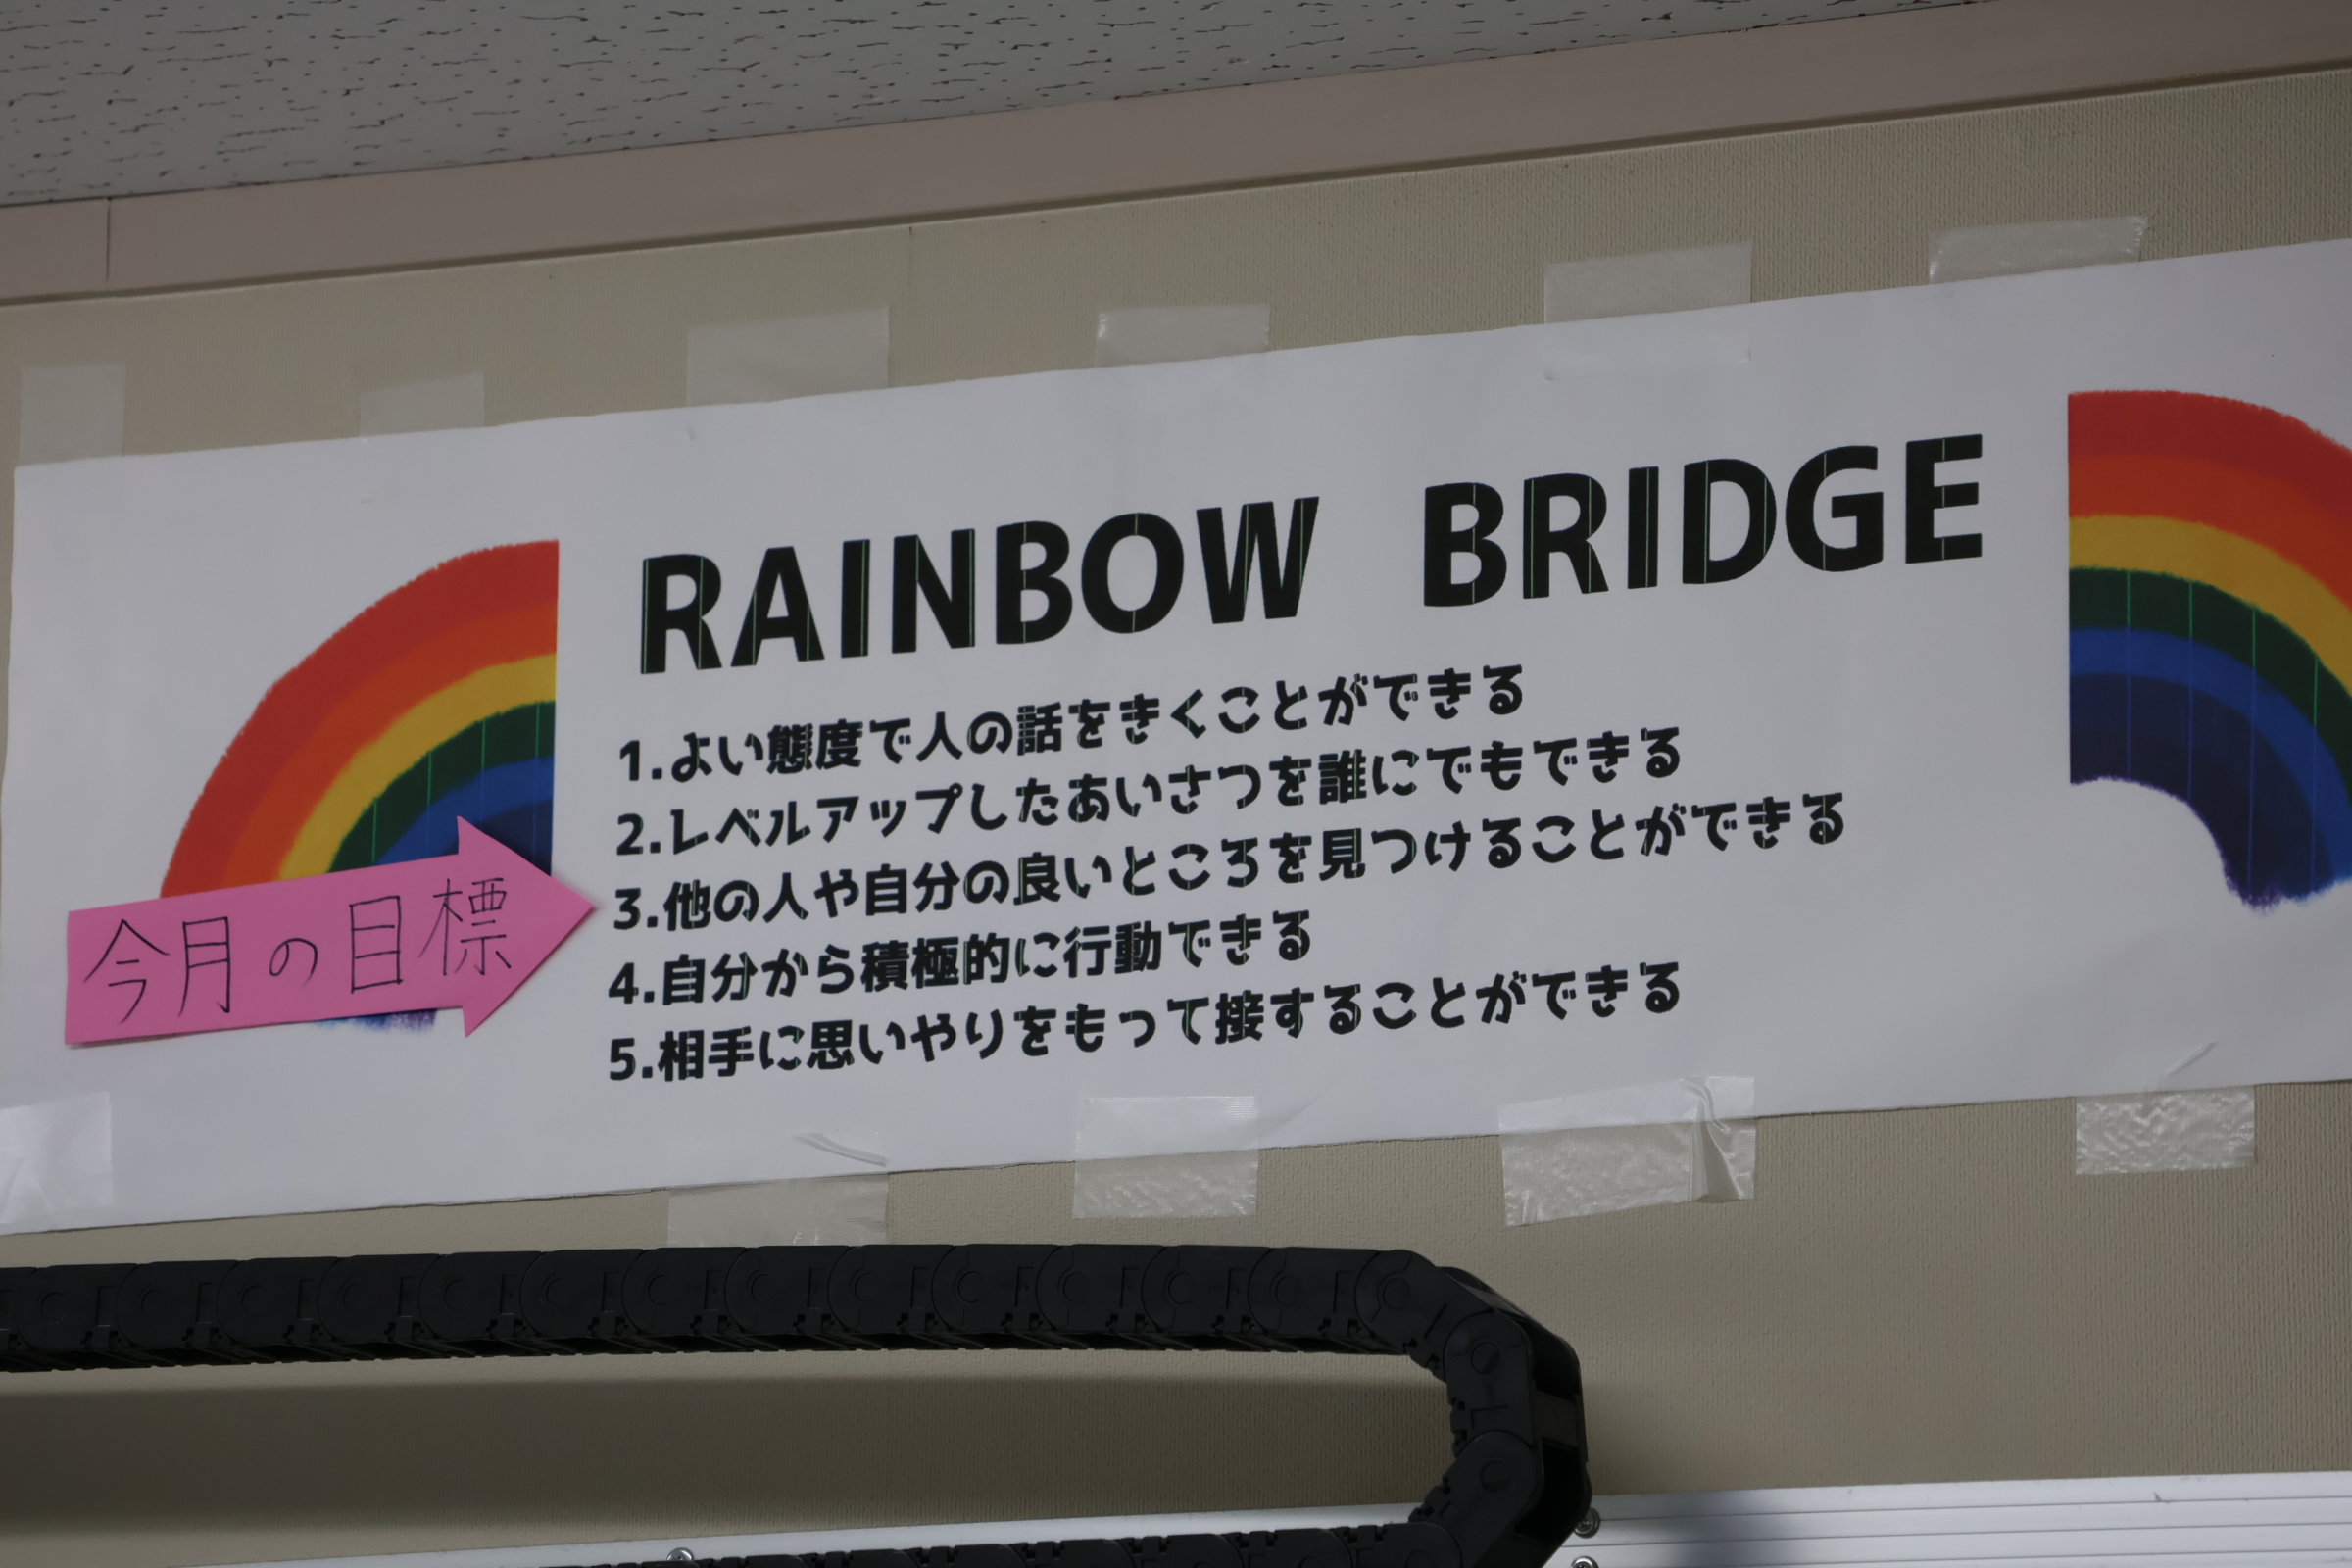 RAINBOW BRIDGE
1.よい態度で人の話をきくことができる
2.レベルアップしたあいさつを誰にでもできる
今月の目標
3.他の人や自分の良いところを見つけることができる
4.自分から積極的に行動できる
5.相手に思いやりをもって接することができる